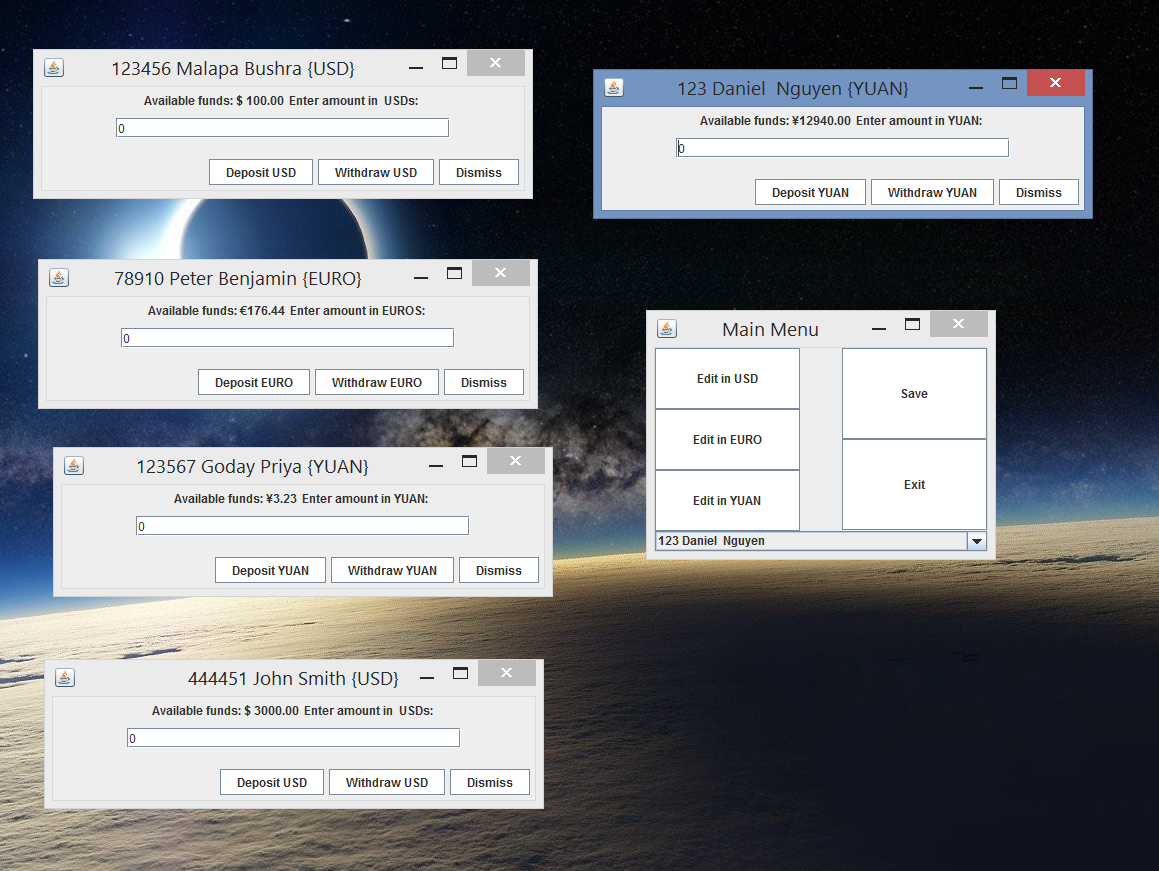 123456 Malapa Bushra {USD}
Available funds: $ 100.00 Enter amount in USDs:
0
Deposit USD Withdraw USD Dismiss
123 Daniel  Nguyen {YUAN}
Available funds: ¥12940.00 Enter amount in YUAN:
0
Deposit YUAN Withdraw YUAN Dismiss
78910 Peter Benjamin {EURO}
Available funds: €176.44 Enter amount in EUROS:
0
Deposit EURO Withdraw EURO Dismiss
Main Menu
Edit in USD
Edit in EURO
Edit in YUAN
Save
Exit
123 Daniel  Nguyen
123567 Goday Priya {YUAN}
Available funds: ¥3.23 Enter amount in YUAN:
0
Deposit YUAN Withdraw YUAN Dismiss
444451 John Smith {USD}
Available funds: $ 3000.00 Enter amount in USDs:
0
Deposit USD Withdraw USD Dismiss